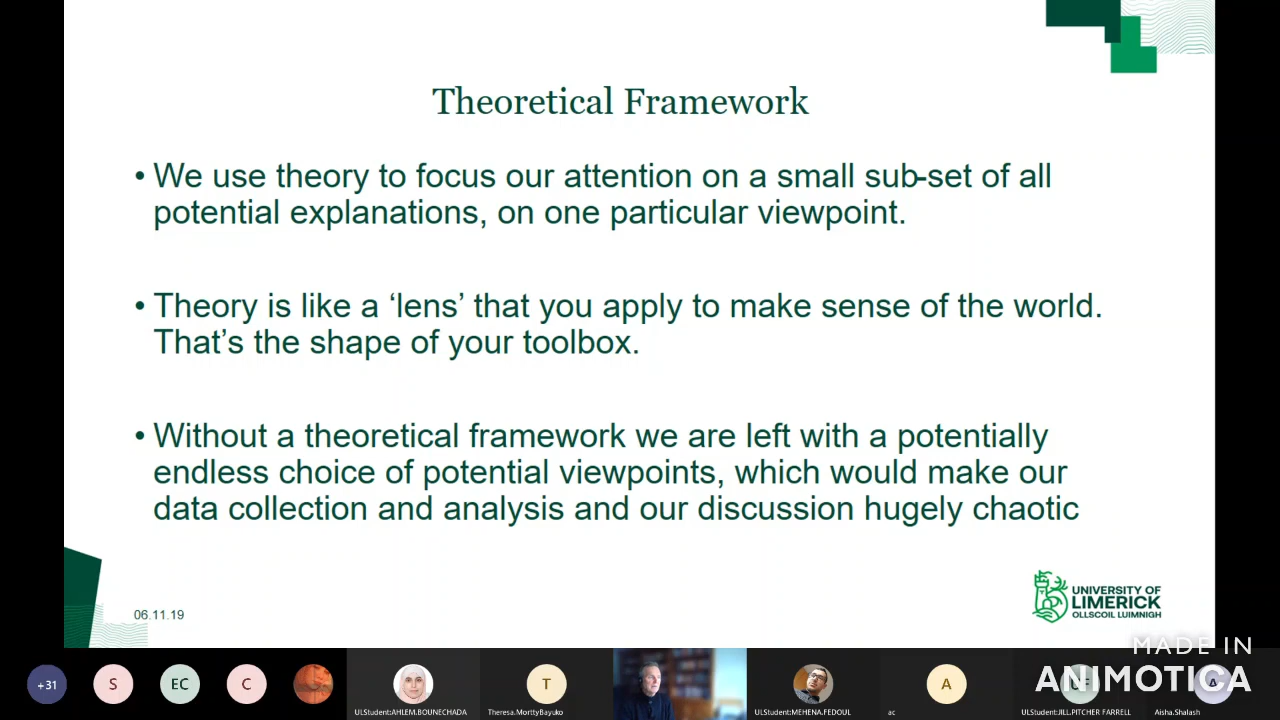 Theoretical Framework
• We use theory to focus our attention on a small sub-set of all
potential explanations, on one particular viewpoint.
• Theory is like a ‘lens’ that you apply to make sense of the world.
That’s the shape of your toolbox.
• Without a theoretical framework we are left with a potentially
endless choice of potential viewpoints, which would make our
data collection and analysis and our discussion hugely chaotic
06.11.19
UNIVERSITY OF
LIMERICK
OLLSCOIL LUIMNIGH
MADE IN
ANIMOTICA
+31
S
EC
C
T
A
A
ULStudent:AHLEM.BOUNECHADA
Theresa.MorttyBayuko
ULStudent:MEHENA.FEDOUL
ac
ULStudent:JILL.PITCHER FARRELL
Aisha.Shalash